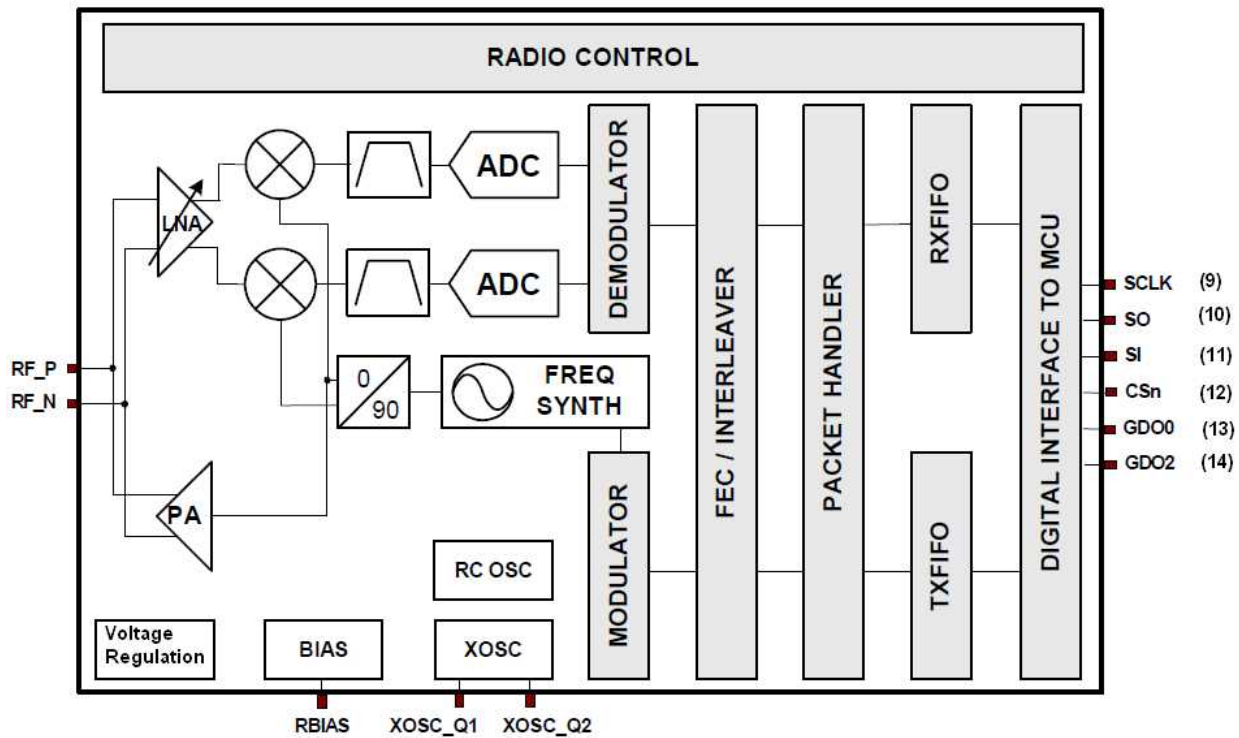 RADIO CONTROL
LNA
ADC
ADC
DEMODULATOR
FEC / INTERLEAVER
PACKET HANDLER
RXFIFO
DIGITAL INTERFACE TO MCU
SCLK (9)
SO (10)
SI (11)
CSn (12)
GDO0 (13)
GDO2 (14)
RF_P
RF_N
0
90
FREQ
SYNTH
PA
MODULATOR
TXFIFO
RC OSC
Voltage
Regulation
BIAS
XOSC
RBIAS
XOSC_Q1
XOSC_Q2